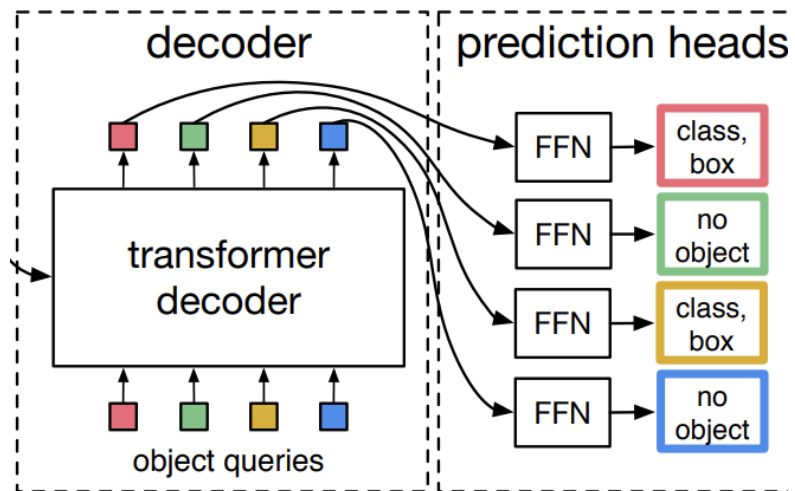 decoder
prediction heads
FFN
class,
box
FFN
no
object
transformer
decoder
FFN
class,
box
FFN
no
object
object queries